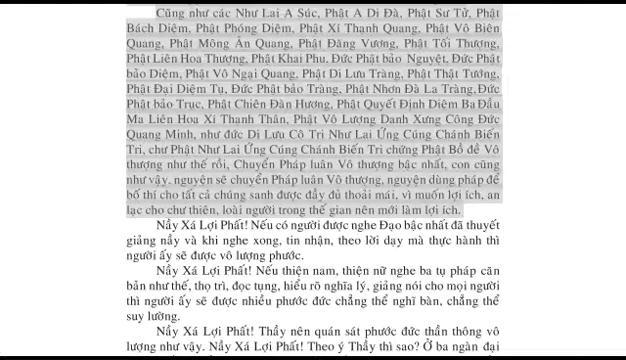 Cũng như các Như Lai A Súc, Phật A Di Đà, Phật Sư Tử, Phật
Bách Diệm, Phật Phóng Diệm, Phật Xí Thạnh Quang, Phật Vô Biên
Quang, Phật Mông Ân Quang, Phật Đăng Vương, Phật Tối Thượng,
Phật Liên Hoa Thượng, Phật Khai Phu, Đức Phật bảo Nguyệt, Đức Phật
bảo Diệm, Phật Vô Ngại Quang, Phật Di Lưu Tràng, Phật Thật Tướng,
Phật Đại Diệm Tụ, Đức Phật bảo Tràng, Phật Nhơn Đà La Tràng, Đức
Phật bảo Trục, Phật Chiên Đàn Hương, Phật Quyết Định Diệm Ba Đầu
Ma Liên Hoa Xí Thạnh Thân, Phật Vô Lượng Danh Xưng Công Đức
Quang Minh, như đức Di Lưu Cô Tri Như Lai Ứng Cúng Chánh Biến
Tri, chư Phật Như Lai Ứng Cúng Chánh Biến Tri chứng Phật Bồ đề Vô
thượng như thế rồi, Chuyển Pháp luân Vô thượng bậc nhất, con cũng
như vậy, nguyện sẽ chuyển Pháp luân Vô thượng, nguyện dùng pháp để
bố thí cho tất cả chúng sanh được đầy đủ thoải mái, vì muốn lợi ích, an
lạc cho chư thiên, loài người trong thế gian nên mới làm lợi ích.
Nầy Xá Lợi Phất! Nếu có người được nghe Đạo bậc nhất đã thuyết
giảng nầy và khi nghe xong, tin nhận, theo lời dạy mà thực hành thì
người ấy sẽ được vô lượng phước.
Nầy Xá Lợi Phất! Nếu thiện nam, thiện nữ nghe ba tụ pháp căn
bản như thế, thọ trì, đọc tụng, hiểu rõ nghĩa lý, giảng nói cho mọi người
thì người ấy sẽ được nhiều phước đức chẳng thể nghĩ bàn, chẳng thể
suy lường.
Nầy Xá Lợi Phất! Thầy nên quán sát phước đức thần thông vô
lượng như vậy. Nầy Xá Lợi Phất! Theo ý Thầy thì sao? Ở ba ngàn đại